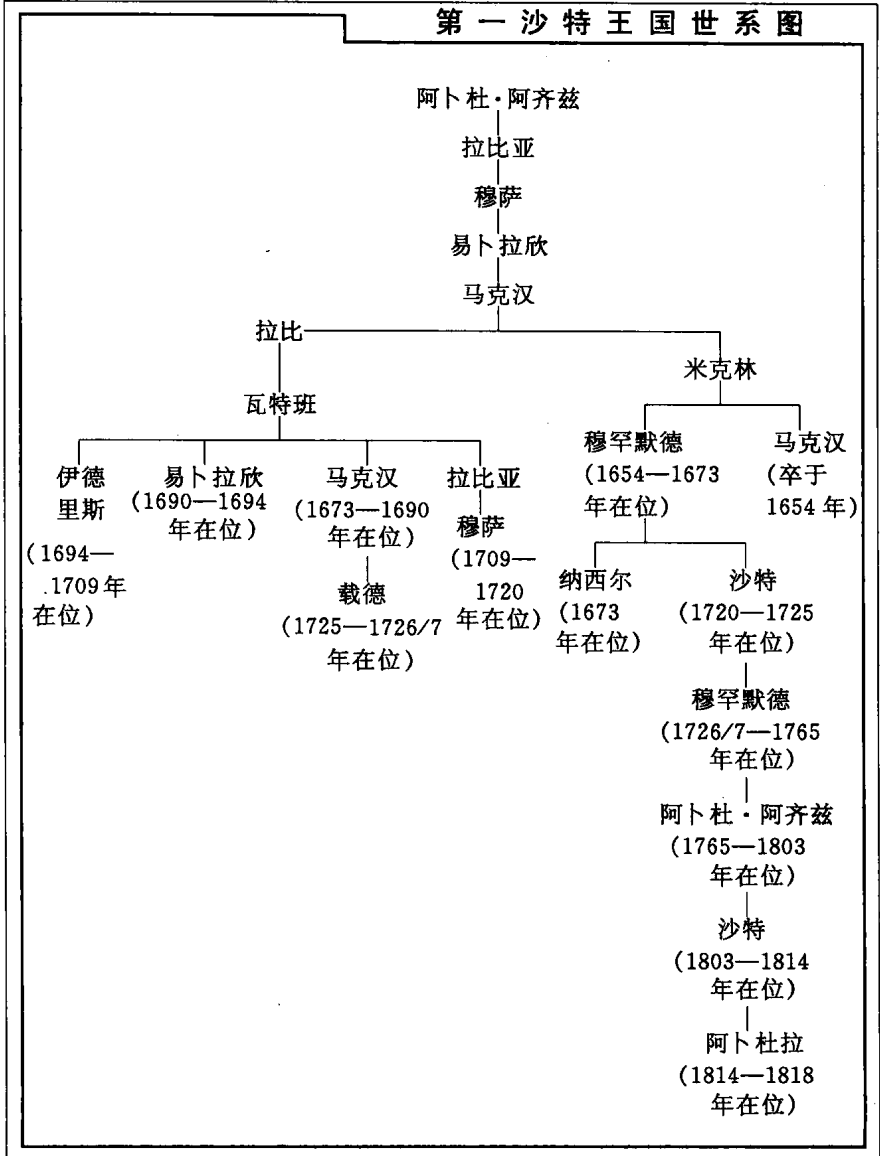 第一沙特王国世系图
阿卜杜·阿齐兹
拉比亚
穆萨
易卜拉欣
马克汉
拉比
米克林
瓦特班
穆罕默德
(1654—1673
年在位)
马克汉
(卒于
1654年)
伊德
里斯
(1694—
1709年
在位)
易卜拉欣
(1690—1694
年在位)
马克汉
(1673—1690
年在位)
拉比亚
穆萨
(1709—
1720
年在位)
载德
(1725—1726/7
年在位)
纳西尔
(1673
年在位)
沙特
(1720—1725
年在位)
穆罕默德
(1726/7—1765
年在位)
阿卜杜·阿齐兹
(1765—1803
年在位)
沙特
(1803—1814
年在位)
阿卜杜拉
(1814—1818
年在位)